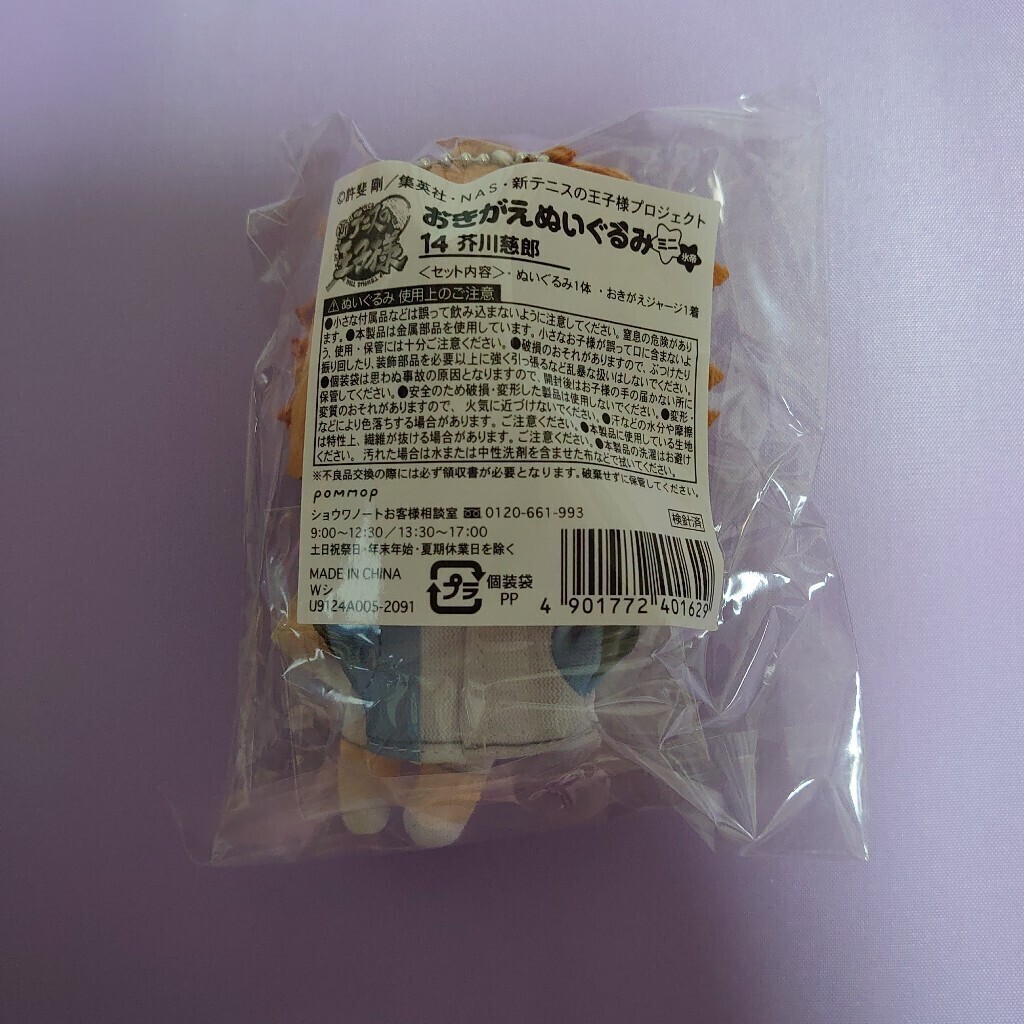 ©許斐 剛／集英社・NAS・新テニスの王子様プロジェクト
新テニスの王子様
おきがえぬいぐるみ ミニ 氷帝
14 芥川慈郎
＜セット内容＞・ぬいぐるみ1体 ・おきがえジャージ1着
⚠ぬいぐるみ 使用上のご注意
●小さな付属品などは誤って飲み込まないように注意してください。窒息の危険があり
ます。●本製品は金属部品を使用しています。小さなお子様が誤って口に含まないよ
う、使用・保管には十分ご注意ください。●破損のおそれがありますので、ぶつけたり
振り回したり、装飾部品を必要以上に強く引っ張るなど乱暴な扱いはしないでください。
●個装袋は思わぬ事故の原因となりますので、開封後はお子様の手の届かない所に
保管してください。●安全のため破損・変形した製品は使用しないでください。●変形・
変質のおそれがありますので、火気に近づけないでください。●汗などの水分や摩擦
などにより色落ちする場合があります。ご注意ください。●本製品に使用している生地
は特性上、繊維が抜ける場合があります。ご注意ください。●本製品の洗濯はお避け
ください。 汚れた場合は水または中性洗剤を含ませた布などで拭いてください。
※不良品交換の際には必ず領収書が必要となります。破棄せずに保管してください。
pommop
ショウワノートお客様相談室 0120-661-993
検針済
9:00〜12:30／13:30〜17:00
土日祝祭日・年末年始・夏期休業日を除く
MADE IN CHINA
Wシ
U9124A005-2091
プラ 個装袋
PP
4 901772 401629